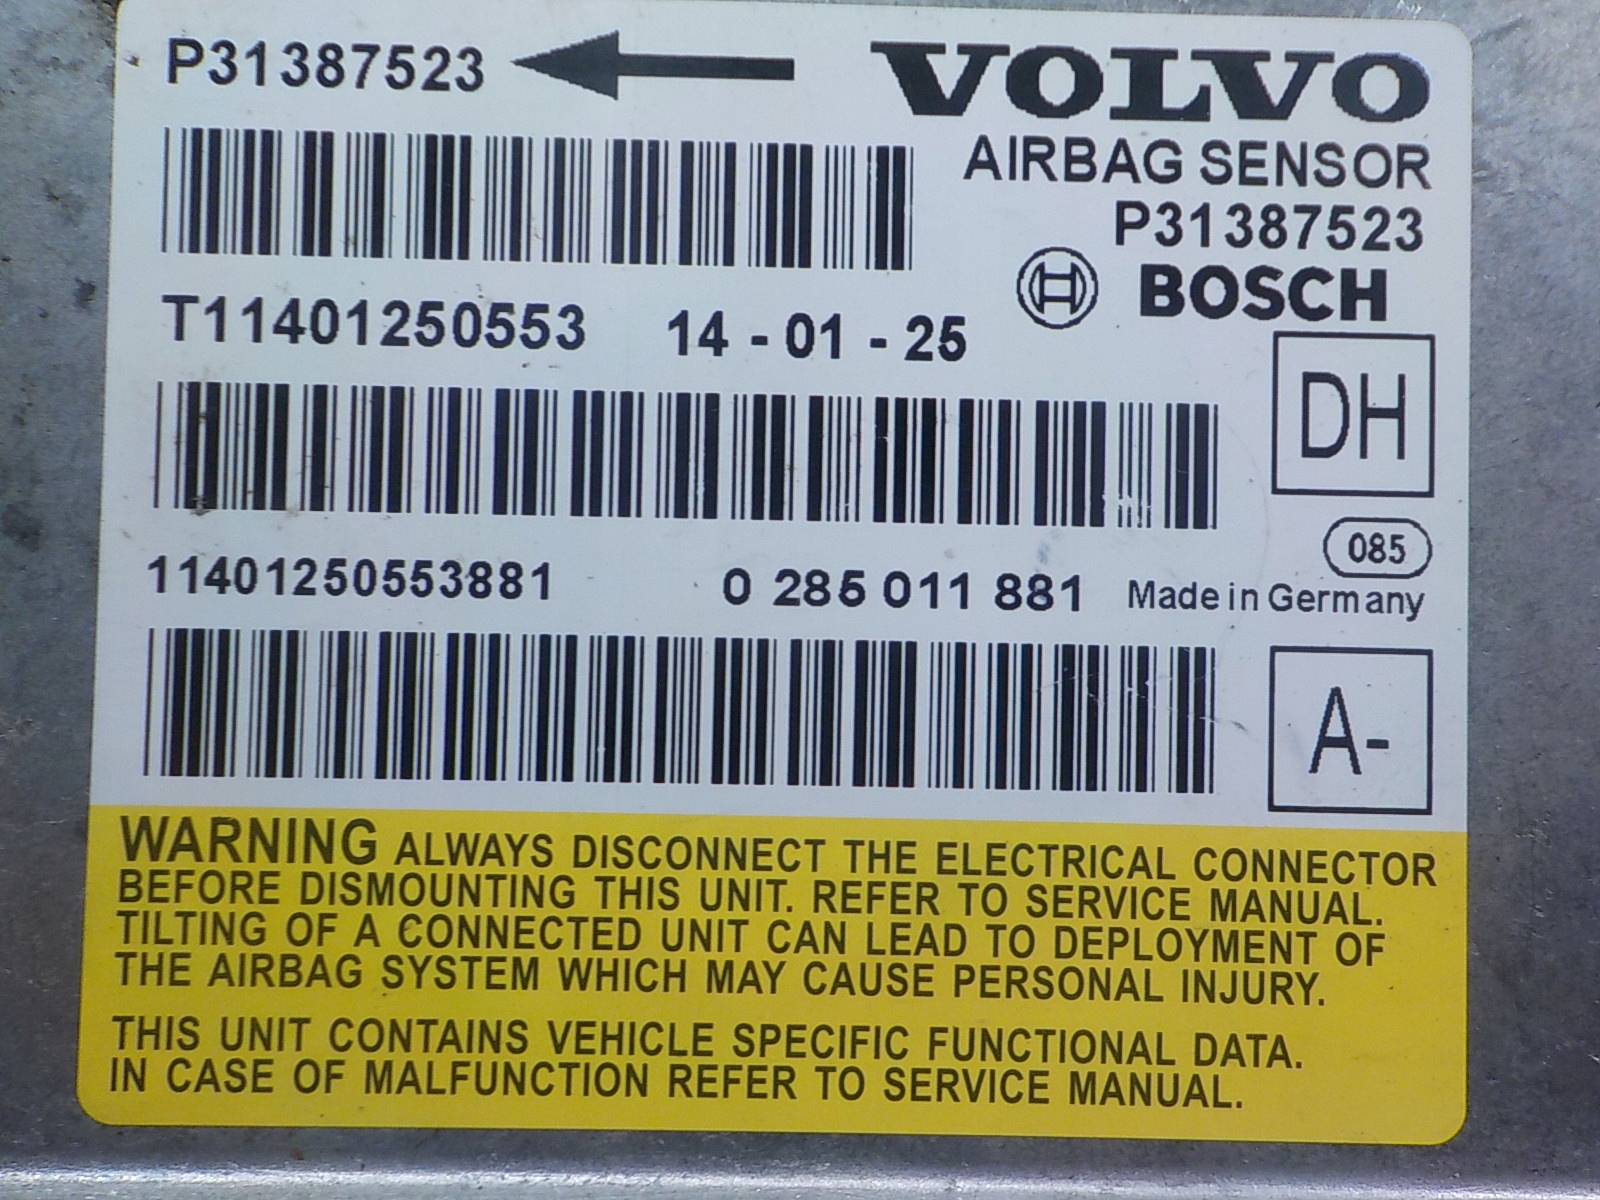 P31387523 VOLVO
AIRBAG SENSOR
P31387523
BOSCH
T11401250553 14 - 01 - 25
DH
085
11401250553881 0 285 011 881 Made in Germany
A-
WARNING ALWAYS DISCONNECT THE ELECTRICAL CONNECTOR
BEFORE DISMOUNTING THIS UNIT. REFER TO SERVICE MANUAL.
TILTING OF A CONNECTED UNIT CAN LEAD TO DEPLOYMENT OF
THE AIRBAG SYSTEM WHICH MAY CAUSE PERSONAL INJURY.
THIS UNIT CONTAINS VEHICLE SPECIFIC FUNCTIONAL DATA.
IN CASE OF MALFUNCTION REFER TO SERVICE MANUAL.